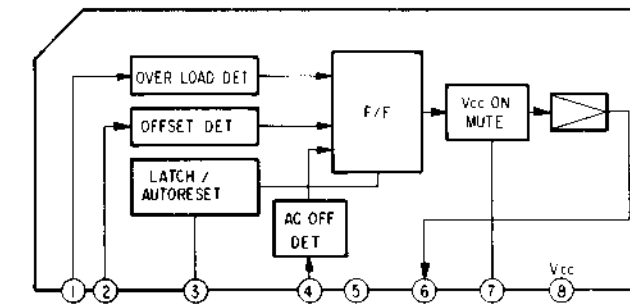 OVER LOAD DET
OFFSET DET
LATCH /
AUTORESET
F/F
Vcc ON
MUTE
AC OFF
DET
Vcc
1 2 3 4 5 6 7 8